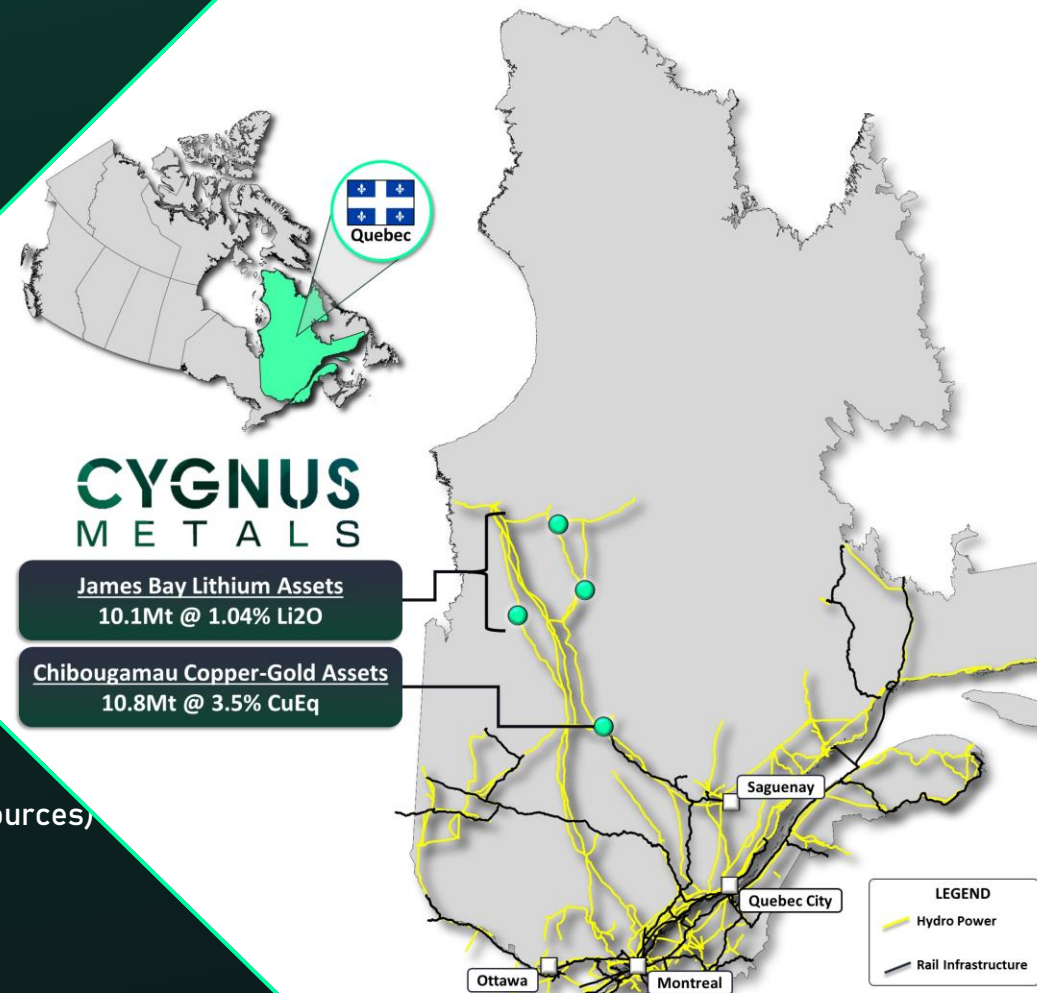 Quebec
CYGNUS
METALS
James Bay Lithium Assets
10.1Mt @ 1.04% Li2O
Chibougamau Copper-Gold Assets
10.8Mt @ 3.5% CuEq
ources)
Saguenay
Quebec City
Ottawa
Montreal
LEGEND
Hydro Power
Rail Infrastructure